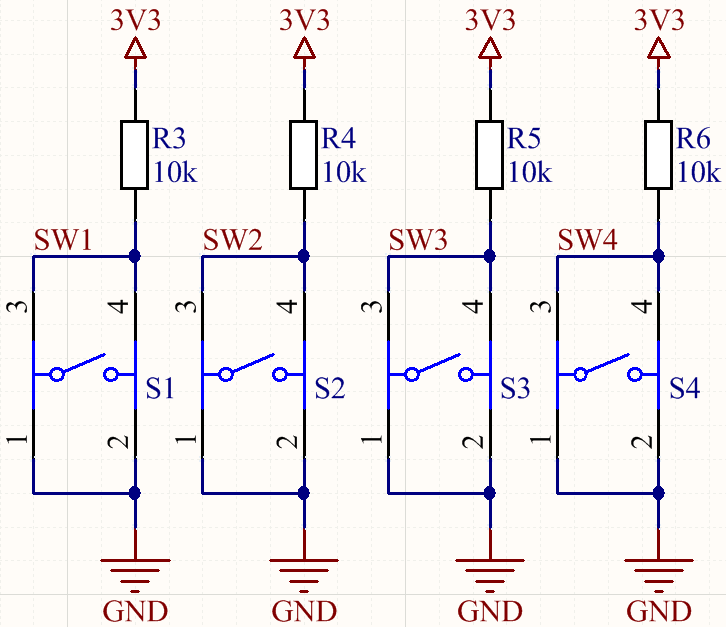 3V3 3V3 3V3 3V3
R3 R4 R5 R6
10k 10k 10k 10k
SW1 SW2 SW3 SW4
3 4 3 4 3 4 3 4
S1 S2 S3 S4
1 2 1 2 1 2 1 2
GND GND GND GND